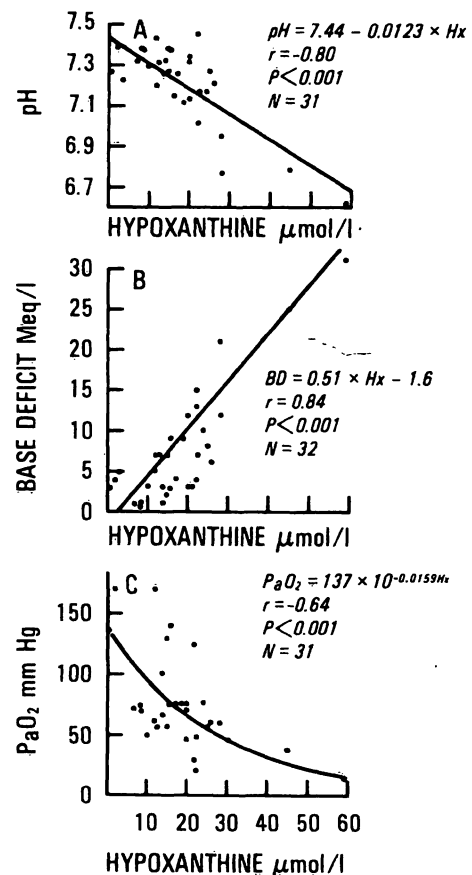 A
pH = 7.44 – 0.0123 × Hx
r = -0.80
P<0.001
N = 31
pH
7.5
7.3
7.1
6.9
6.7
HYPOXANTHINE μmol/l
B
BASE DEFICIT Meq/l
30
25
20
15
10
5
0
BD = 0.51 × Hx – 1.6
r = 0.84
P<0.001
N = 32
HYPOXANTHINE μmol/l
C
PaO₂ = 137 × 10⁻⁰·⁰¹⁵⁹ᴴˣ
r = -0.64
P<0.001
N = 31
PaO₂ mm Hg
150
100
50
0
10 20 30 40 50 60
HYPOXANTHINE μmol/l